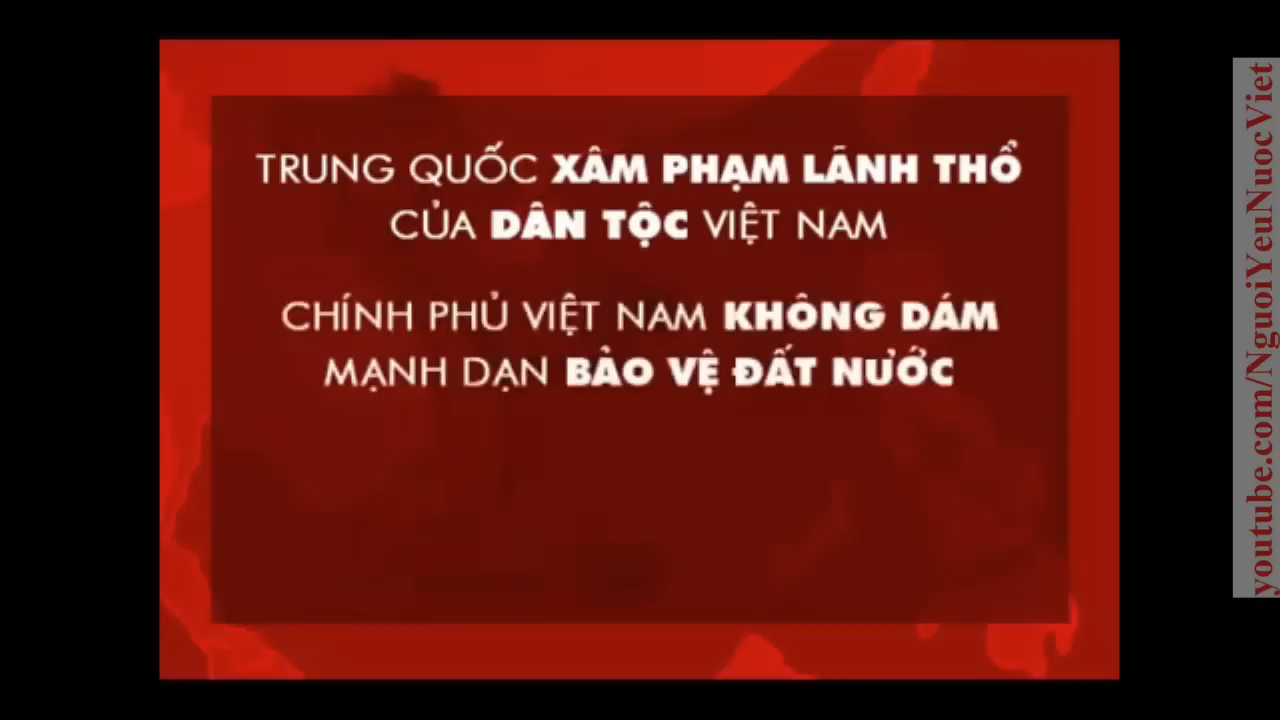 TRUNG QUỐC XÂM PHẠM LÃNH THỔ
CỦA DÂN TỘC VIỆT NAM
CHÍNH PHỦ VIỆT NAM KHÔNG DÁM
MẠNH DẠN BẢO VỆ ĐẤT NƯỚC
youtube.com/NguoiYeuNuocViet